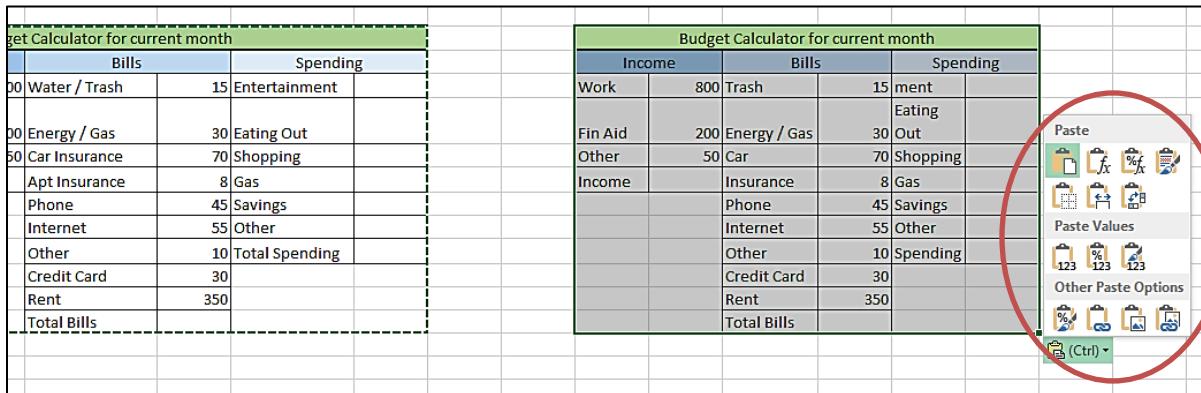 get Calculator for current month
Bills Spending
00 Water / Trash 15 Entertainment
00 Energy / Gas 30 Eating Out
50 Car Insurance 70 Shopping
Apt Insurance 8 Gas
Phone 45 Savings
Internet 55 Other
Other 10 Total Spending
Credit Card 30
Rent 350
Total Bills
Budget Calculator for current month
Income Bills Spending
Work 800 Trash 15 ment
Eating
Fin Aid 200 Energy / Gas 30 Out
Other 50 Car 70 Shopping
Income Insurance 8 Gas
Phone 45 Savings
Internet 55 Other
Other 10 Spending
Credit Card 30
Rent 350
Total Bills
Paste
fx %fx
Paste Values
123 % 123 123
Other Paste Options
%
(Ctrl)